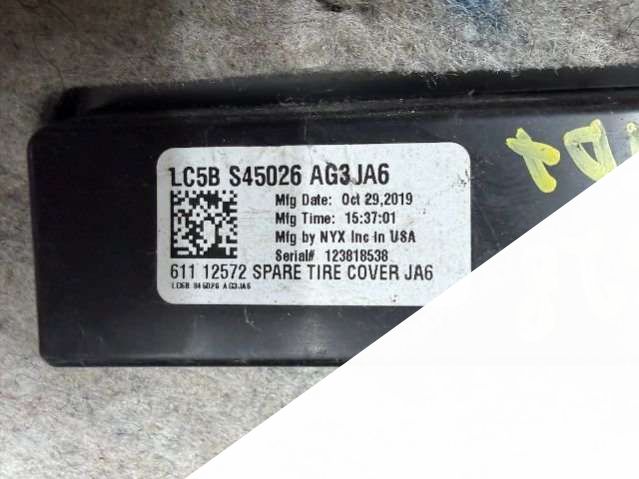 LC5B S45026 AG3JA6
Mfg Date: Oct 29,2019
Mfg Time: 15:37:01
Mfg by NYX Inc in USA
Serial# 123818538
611 12572 SPARE TIRE COVER JA6
LC5B S45026 AG3JA6